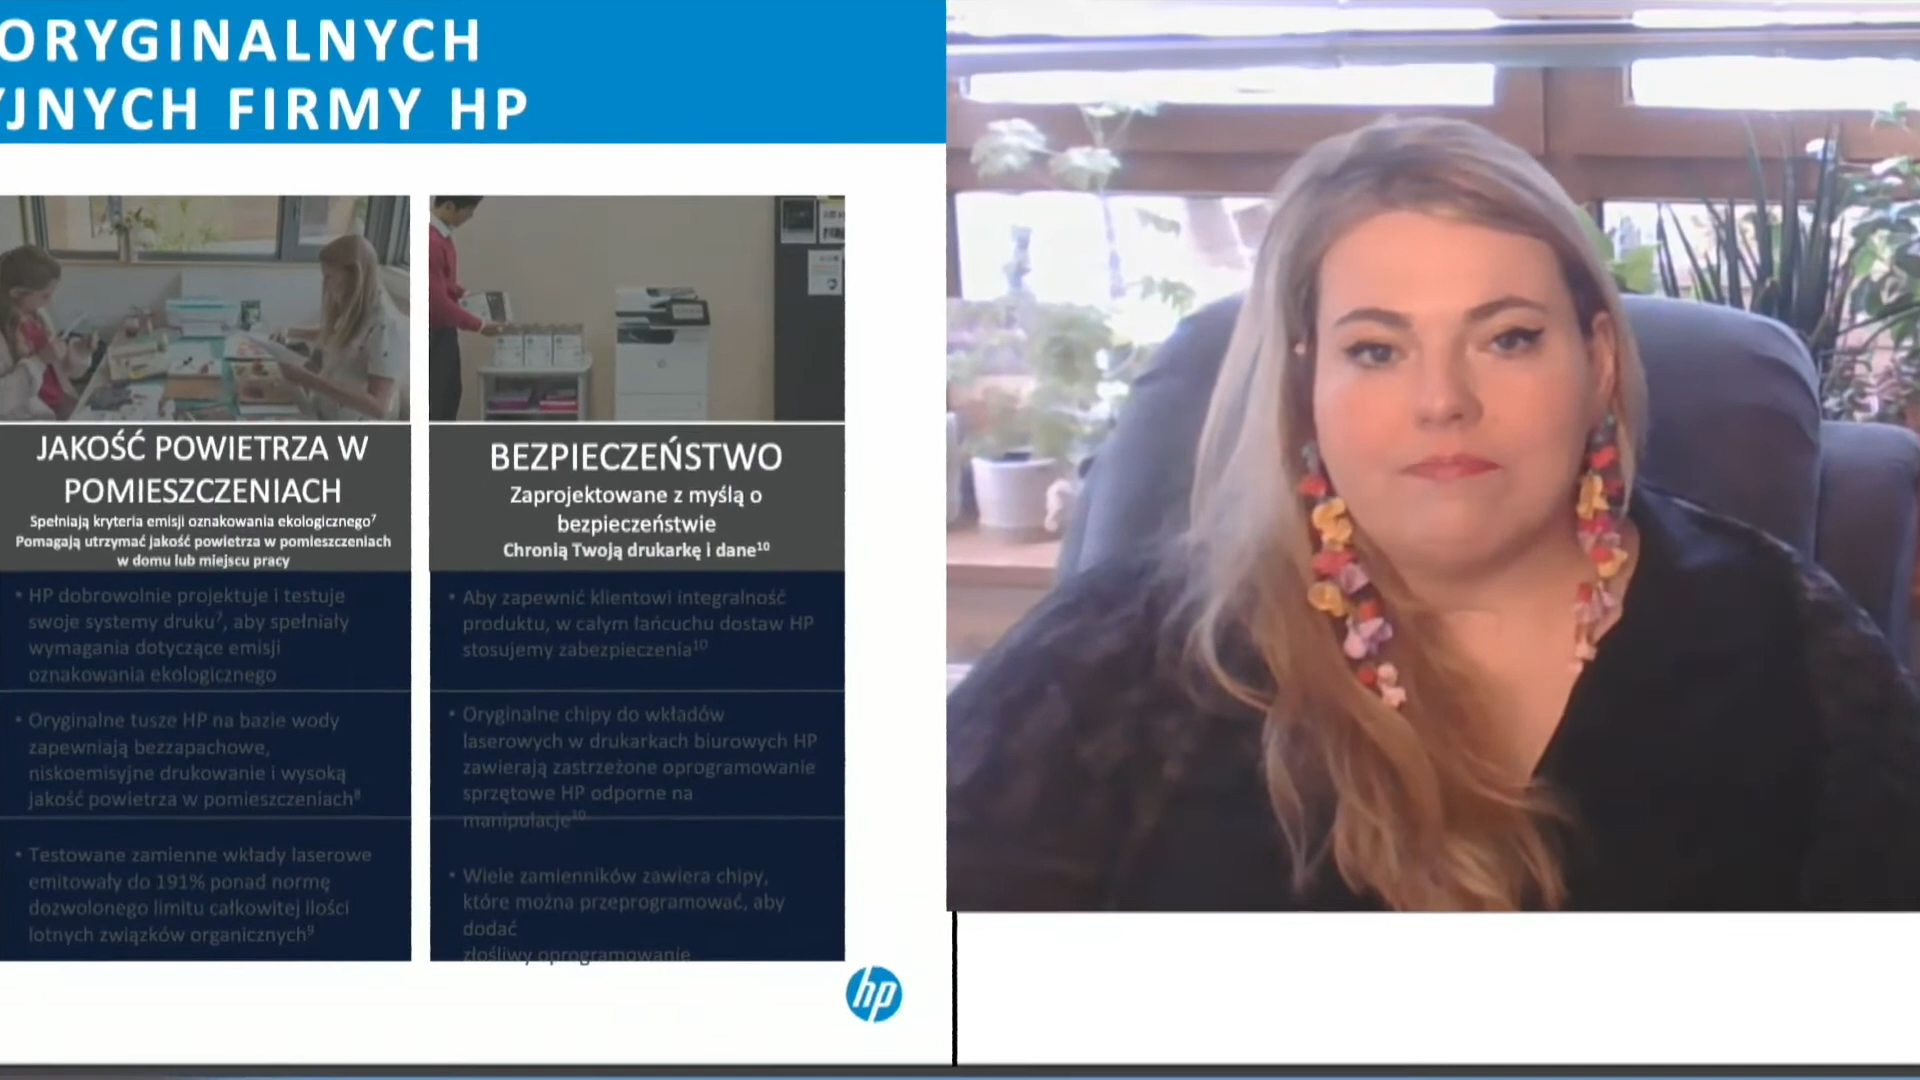 ORYGINALNYCH
YJNYCH FIRMY HP
JAKOŚĆ POWIETRZA W
POMIESZCZENIACH
Spełniają kryteria emisji oznakowania ekologicznego⁷
Pomagają utrzymać jakość powietrza w pomieszczeniach
w domu lub miejscu pracy
• HP dobrowolnie projektuje i testuje
swoje systemy druku⁷, aby spełniały
wymagania dotyczące emisji
oznakowania ekologicznego
• Oryginalne tusze HP na bazie wody
zapewniają bezzapachowe,
niskoemisyjne drukowanie i wysoką
jakość powietrza w pomieszczeniach⁸
• Testowane zamienne wkłady laserowe
emitowały do 191% ponad normę
dozwolonego limitu całkowitej ilości
lotnych związków organicznych⁹
BEZPIECZEŃSTWO
Zaprojektowane z myślą o
bezpieczeństwie
Chronią Twoją drukarkę i dane¹⁰
• Aby zapewnić klientowi integralność
produktu, w całym łańcuchu dostaw HP
stosujemy zabezpieczenia¹⁰
• Oryginalne chipy do wkładów
laserowych w drukarkach biurowych HP
zawierają zastrzeżone oprogramowanie
sprzętowe HP odporne na
manipulacje¹⁰
• Wiele zamienników zawiera chipy,
które można przeprogramować, aby
dodać
złośliwy oprogramowanie
hp